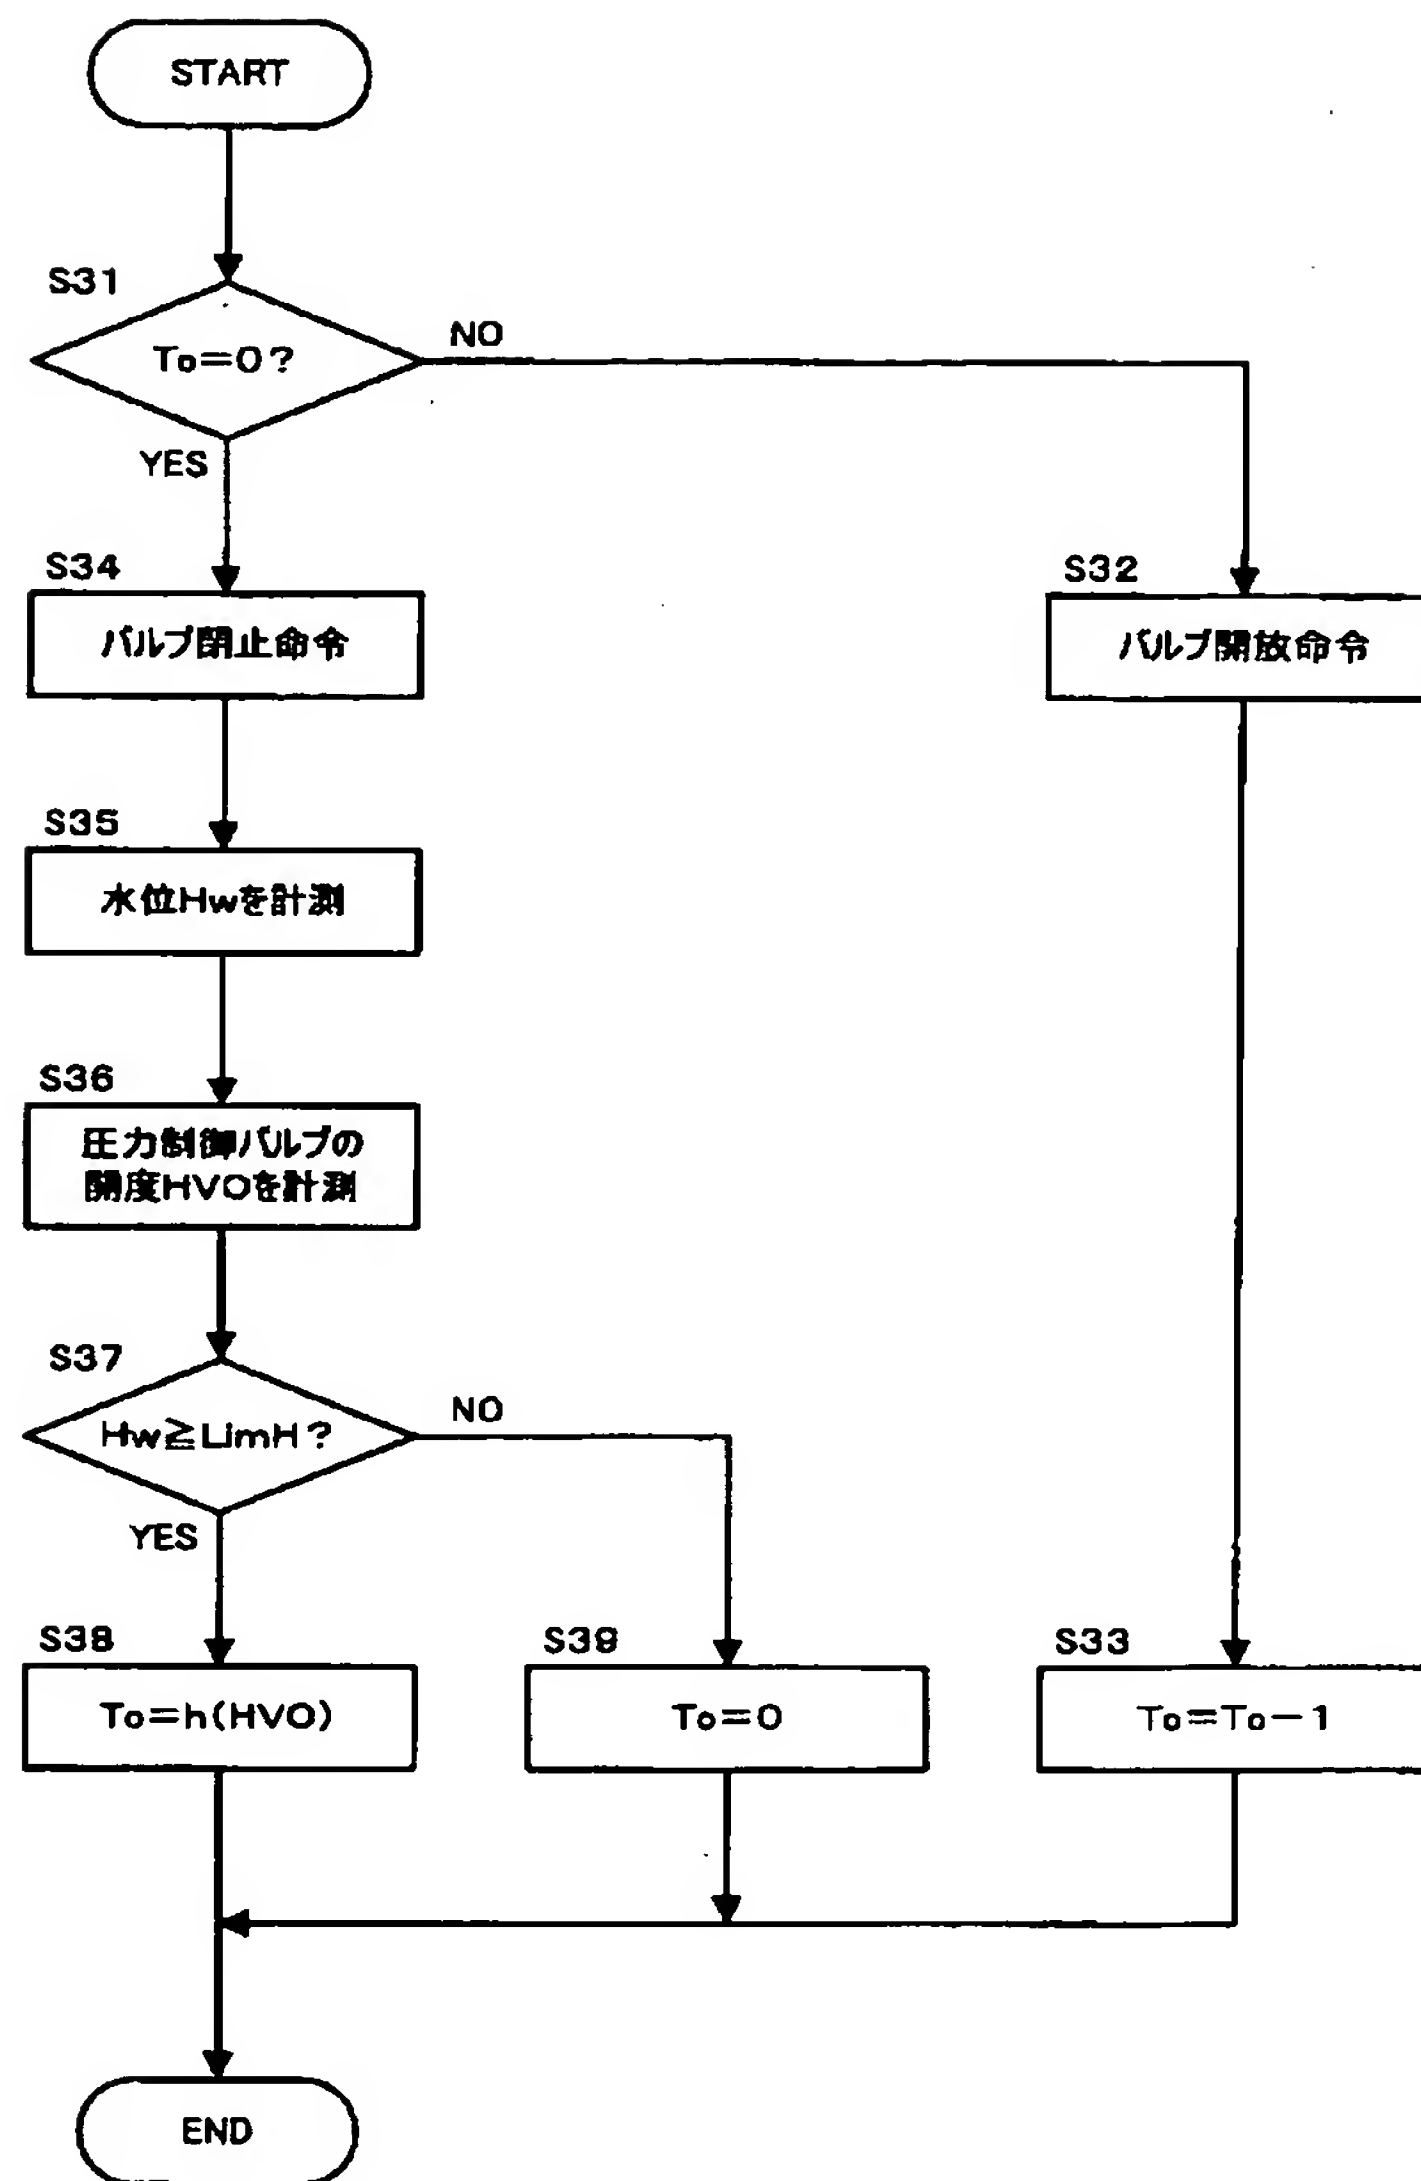 START
S31
To=0?
NO
YES
S34
バルブ閉止命令
S32
バルブ開放命令
S35
水位Hwを計測
S36
圧力制御バルブの
開度HVOを計測
S37
Hw≧LimH?
NO
YES
S38
To=h(HVO)
S39
To=0
S33
To=To-1
END